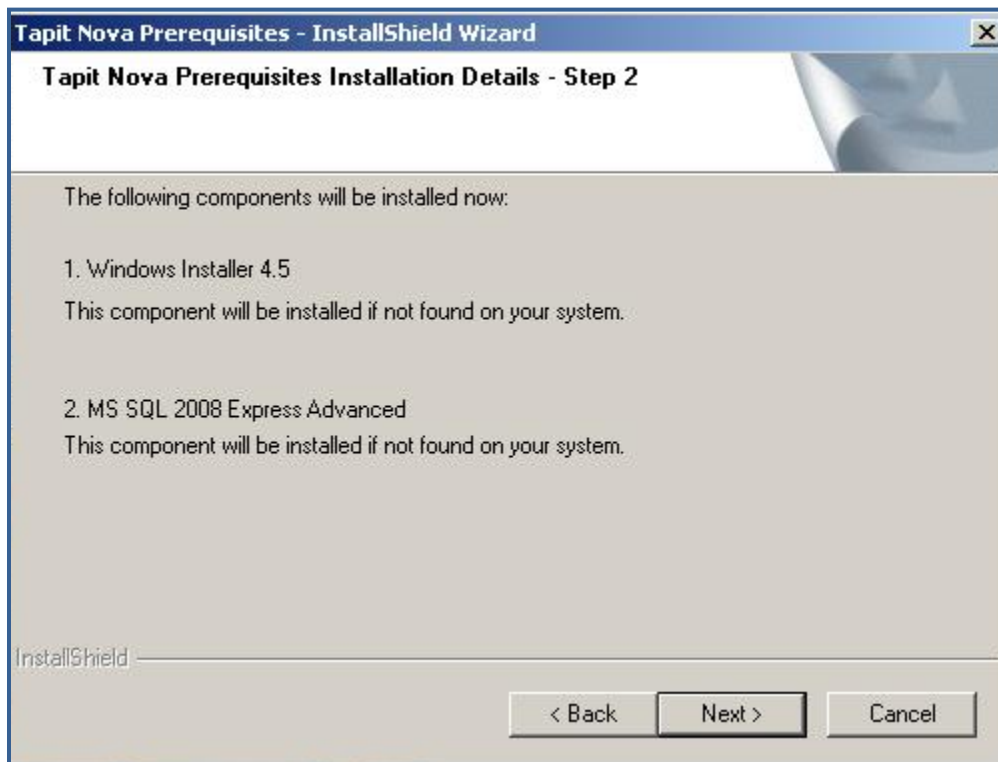 Tapit Nova Prerequisites - InstallShield Wizard
Tapit Nova Prerequisites Installation Details - Step 2
The following components will be installed now:
1. Windows Installer 4.5
This component will be installed if not found on your system.
2. MS SQL 2008 Express Advanced
This component will be installed if not found on your system.
InstallShield
< Back Next > Cancel